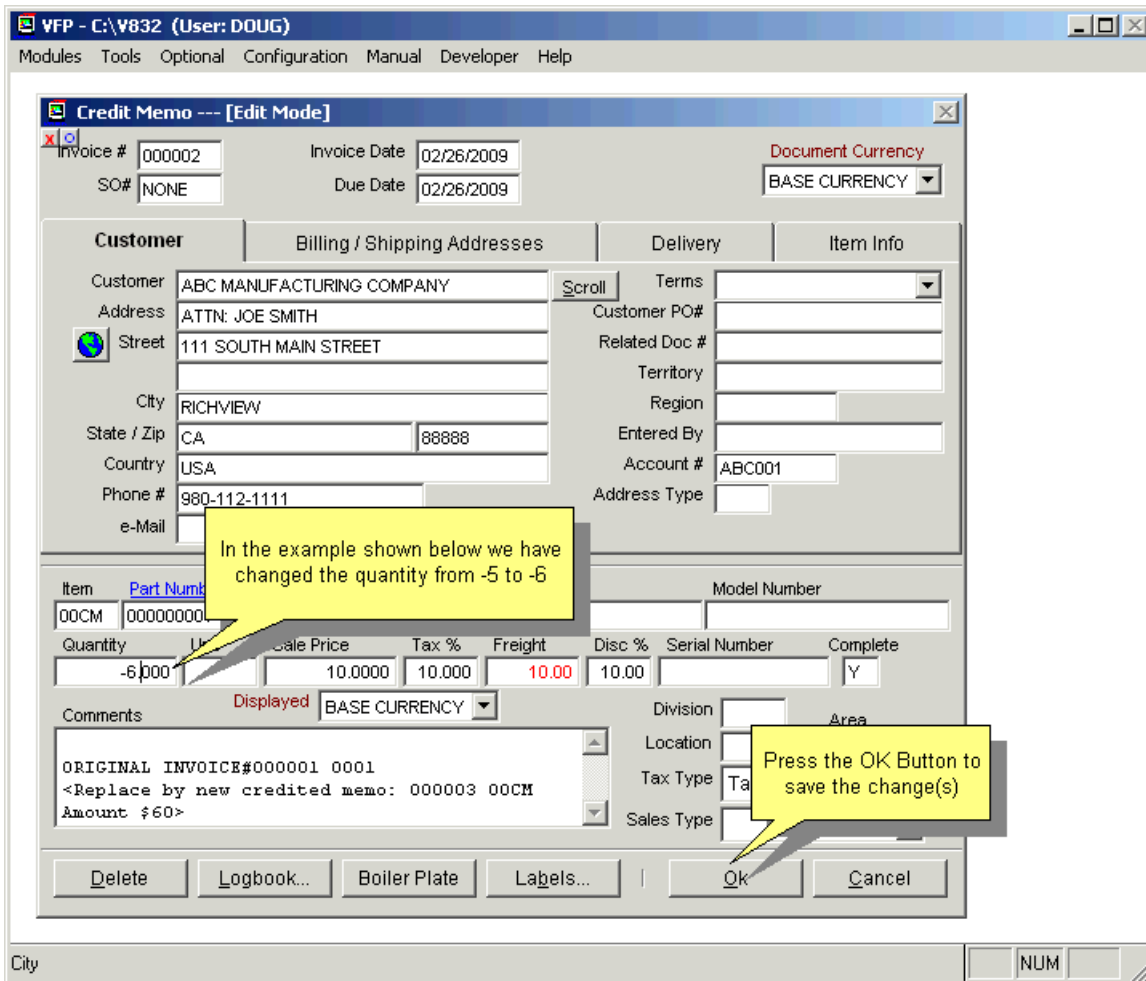 VFP - C:\V832 (User: DOUG)
Modules Tools Optional Configuration Manual Developer Help
Credit Memo --- [Edit Mode]
Invoice # 000002 Invoice Date 02/26/2009 Document Currency
SO# NONE Due Date 02/26/2009 BASE CURRENCY
Customer Billing / Shipping Addresses Delivery Item Info
Customer ABC MANUFACTURING COMPANY Scroll Terms
Address ATTN: JOE SMITH Customer PO#
Street 111 SOUTH MAIN STREET Related Doc #
Territory
City RICHVIEW Region
State / Zip CA 88888 Entered By
Country USA Account # ABC001
Phone # 980-112-1111 Address Type
e-Mail
In the example shown below we have
changed the quantity from -5 to -6
Item Part Model Number
00CM
Quantity Sale Price Tax % Freight Disc % Serial Number Complete
-6.000 10.0000 10.000 10.00 10.00 Y
Displayed BASE CURRENCY
Comments Division Area
Location
ORIGINAL INVOICE#000001 0001
<Replace by new credited memo: 000003 00CM
Amount $60>
Tax Type
Sales Type
Press the OK Button to
save the change(s)
Delete Logbook... Boiler Plate Labels... Ok Cancel
City NUM